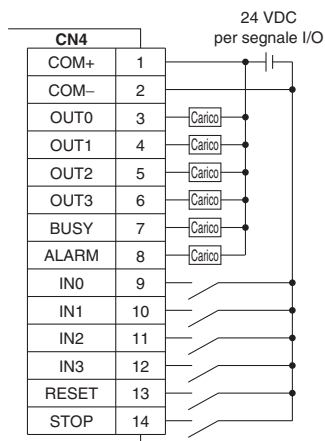 24 VDC
per segnale I/O
CN4
COM+ 1
COM− 2
OUT0 3 Carico
OUT1 4 Carico
OUT2 5 Carico
OUT3 6 Carico
BUSY 7 Carico
ALARM 8 Carico
IN0 9
IN1 10
IN2 11
IN3 12
RESET 13
STOP 14